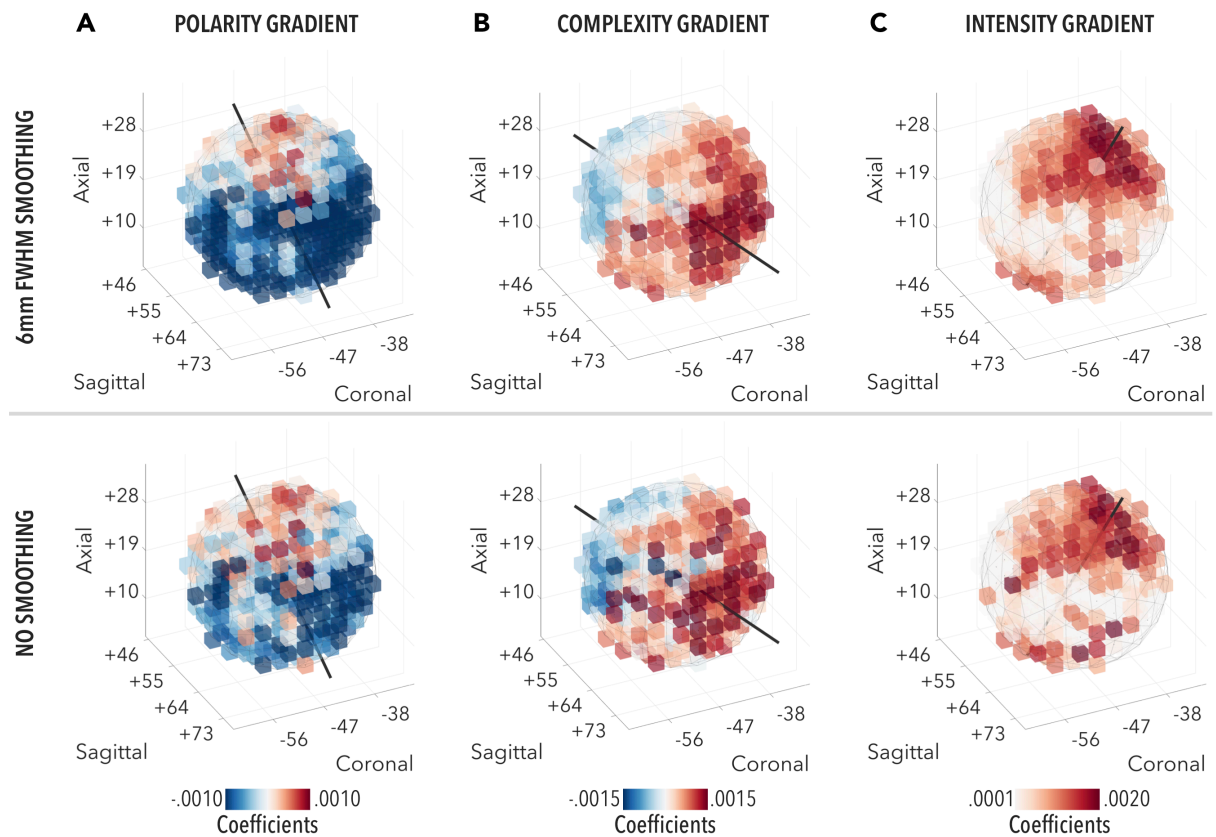 A POLARITY GRADIENT
B COMPLEXITY GRADIENT
C INTENSITY GRADIENT
6mm FWHM SMOOTHING
Axial
+28
+19
+10
+46
+55
+64
+73
Sagittal
-56
-47
-38
Coronal
Axial
+28
+19
+10
+46
+55
+64
+73
Sagittal
-56
-47
-38
Coronal
Axial
+28
+19
+10
+46
+55
+64
+73
Sagittal
-56
-47
-38
Coronal
NO SMOOTHING
Axial
+28
+19
+10
+46
+55
+64
+73
Sagittal
-56
-47
-38
Coronal
Axial
+28
+19
+10
+46
+55
+64
+73
Sagittal
-56
-47
-38
Coronal
Axial
+28
+19
+10
+46
+55
+64
+73
Sagittal
-56
-47
-38
Coronal
-.0010 .0010
Coefficients
-.0015 .0015
Coefficients
.0001 .0020
Coefficients